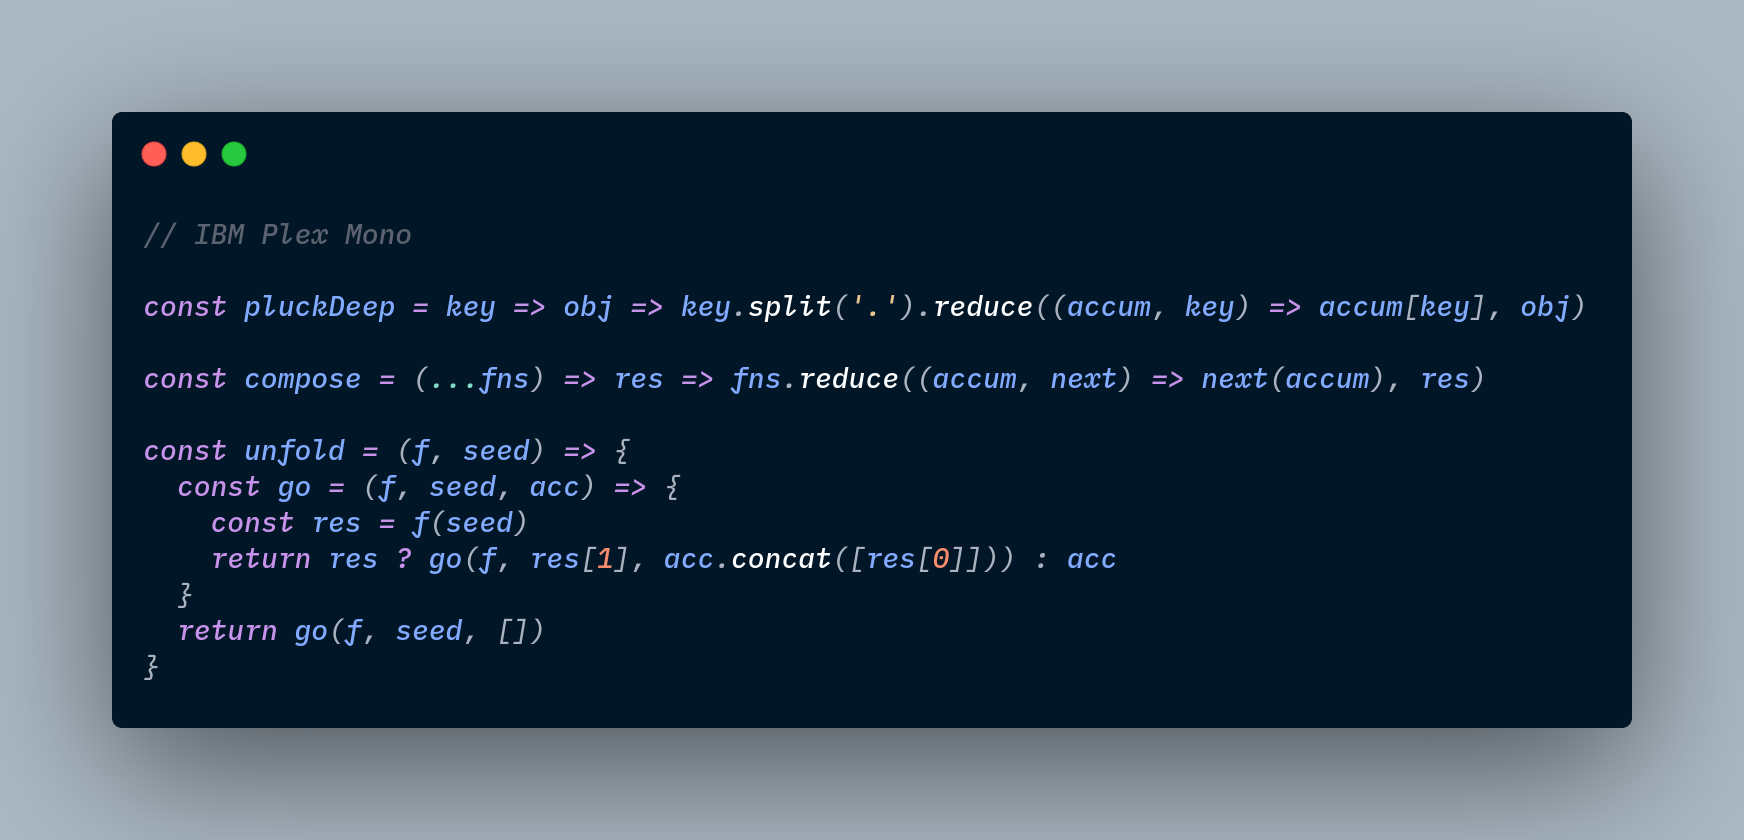 // IBM Plex Mono
const pluckDeep = key => obj => key.split('.').reduce((accum, key) => accum[key], obj)
const compose = (...fns) => res => fns.reduce((accum, next) => next(accum), res)
const unfold = (f, seed) => {
  const go = (f, seed, acc) => {
    const res = f(seed)
    return res ? go(f, res[1], acc.concat([res[0]])) : acc
  }
  return go(f, seed, [])
}